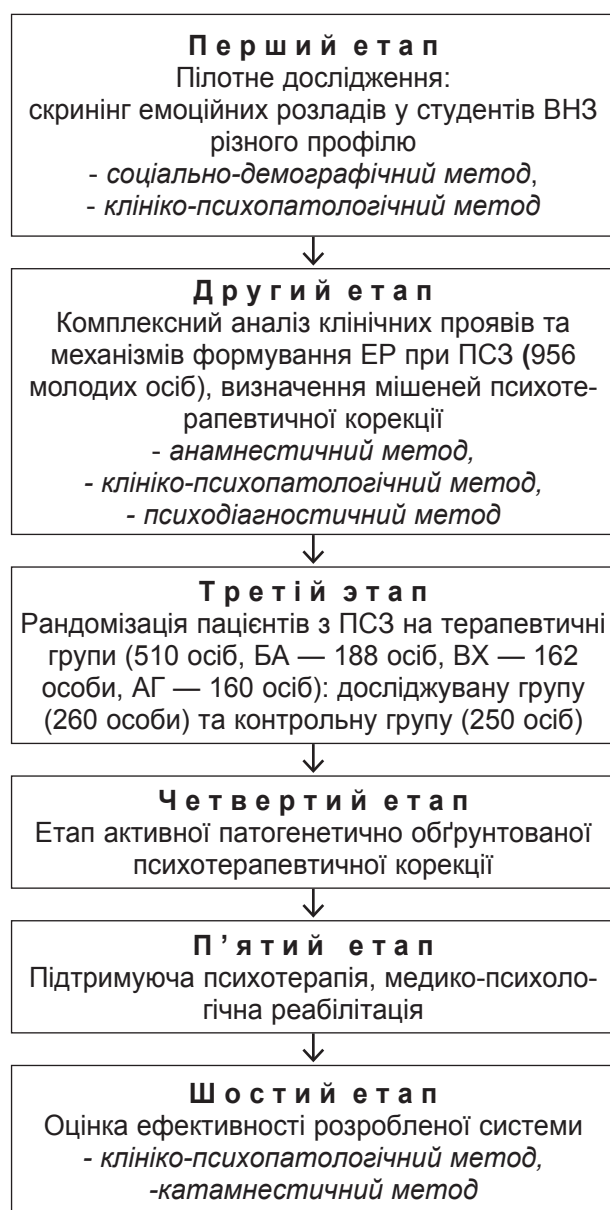 Перший етап
Пілотне дослідження:
скринінг емоційних розладів у студентів ВНЗ
різного профілю
- соціально-демографічний метод,
- клініко-психопатологічний метод
Другий етап
Комплексний аналіз клінічних проявів та
механізмів формування ЕР при ПСЗ (956
молодих осіб), визначення мішеней психоте-
рапевтичної корекції
- анамнестичний метод,
- клініко-психопатологічний метод,
- психодіагностичний метод
Третій этап
Рандомізація пацієнтів з ПСЗ на терапевтичні
групи (510 осіб, БА — 188 осіб, ВХ — 162
особи, АГ — 160 осіб): досліджувану групу
(260 особи) та контрольну групу (250 осіб)
Четвертий етап
Етап активної патогенетично обґрунтованої
психотерапевтичної корекції
П’ятий етап
Підтримуюча психотерапія, медико-психоло-
гічна реабілітація
Шостий етап
Оцінка ефективності розробленої системи
- клініко-психопатологічний метод,
-катамнестичний метод